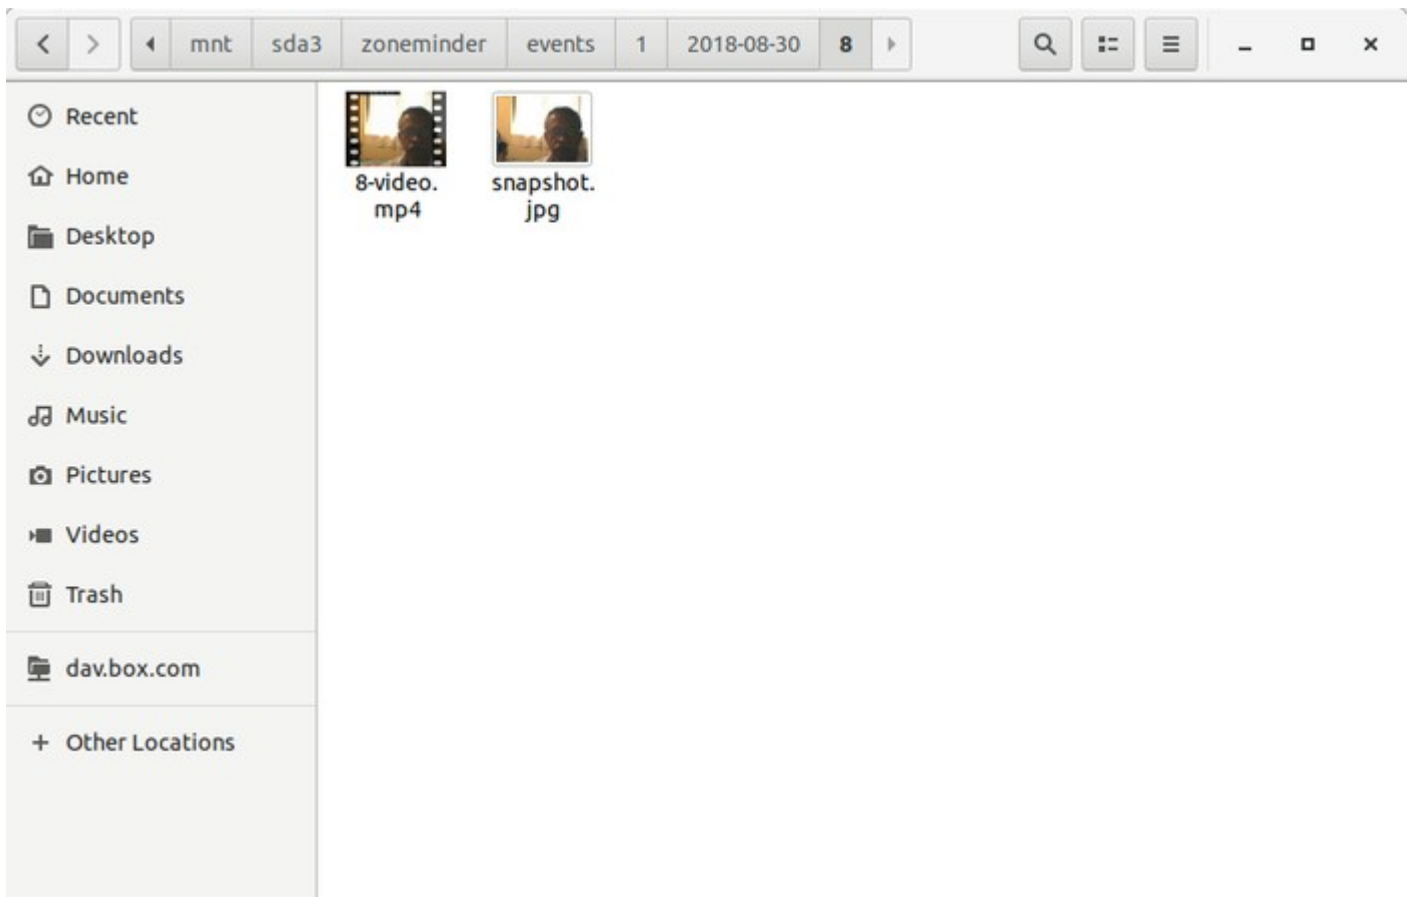 mnt sda3 zoneminder events 1 2018-08-30 8
Recent
Home
Desktop
Documents
Downloads
Music
Pictures
Videos
Trash
dav.box.com
Other Locations
8-video.
mp4
snapshot.
jpg